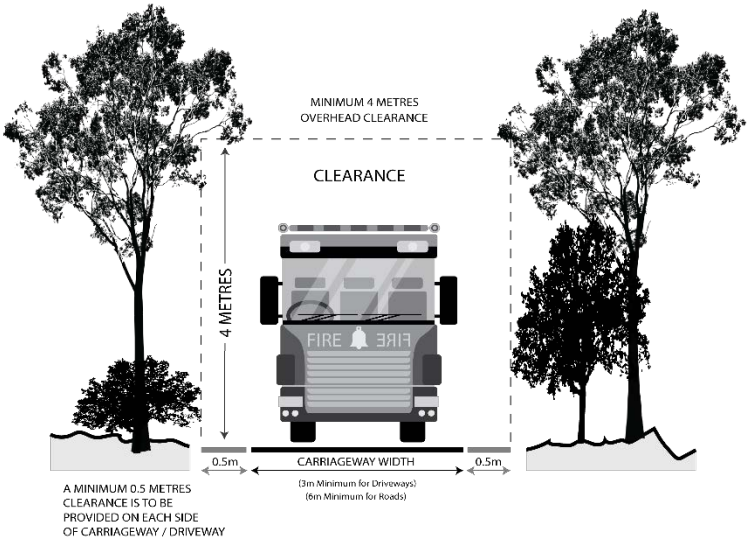 MINIMUM 4 METRES
OVERHEAD CLEARANCE
CLEARANCE
4 METRES
FIRE FIRE
0.5m
CARRIAGEWAY WIDTH
0.5m
(3m Minimum for Driveways)
(6m Minimum for Roads)
A MINIMUM 0.5 METRES
CLEARANCE IS TO BE
PROVIDED ON EACH SIDE
OF CARRIAGEWAY / DRIVEWAY